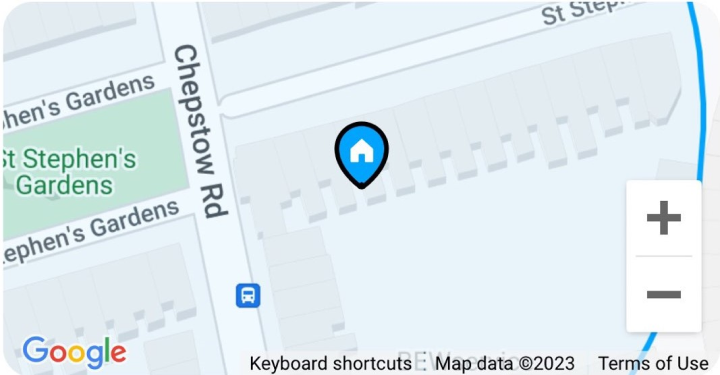 St Step
Chepstow Rd
hen's Gardens
St Stephen's
Gardens
ephen's Gardens
Google
Keyboard shortcuts
Map data ©2023
Terms of Use